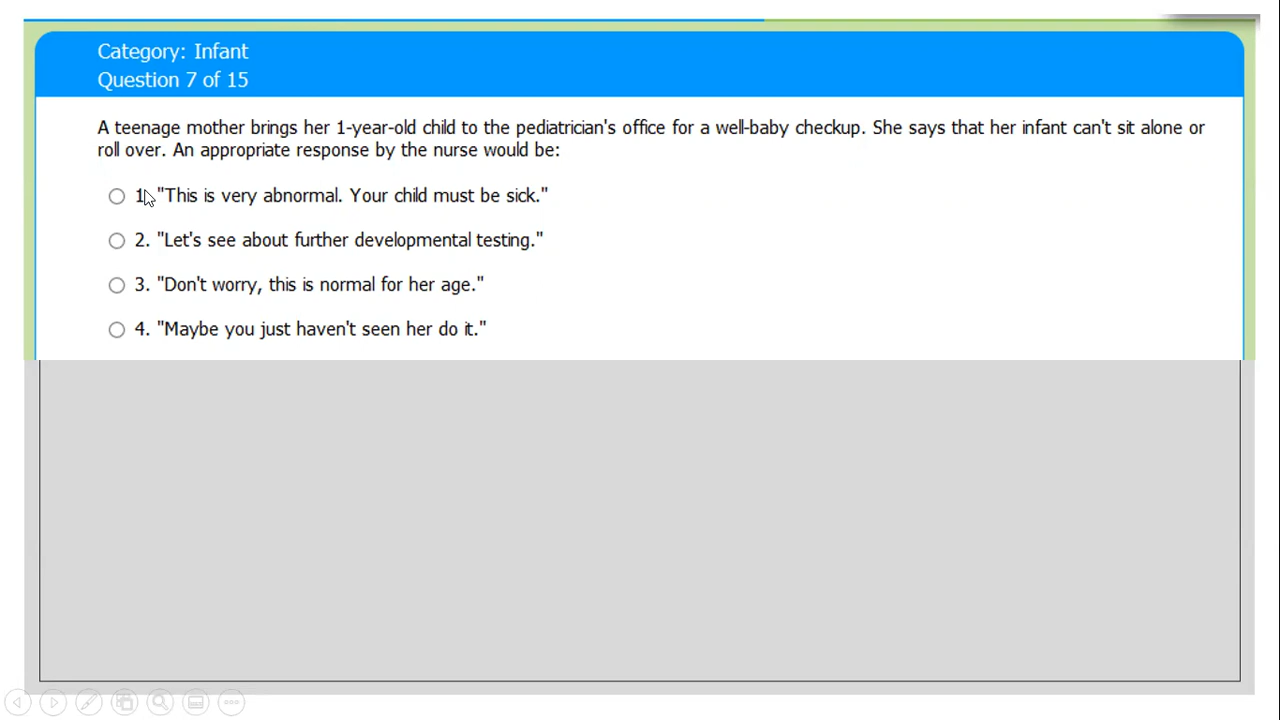 Category: Infant
Question 7 of 15
A teenage mother brings her 1-year-old child to the pediatrician's office for a well-baby checkup. She says that her infant can't sit alone or
roll over. An appropriate response by the nurse would be:
1. "This is very abnormal. Your child must be sick."
2. "Let's see about further developmental testing."
3. "Don't worry, this is normal for her age."
4. "Maybe you just haven't seen her do it."